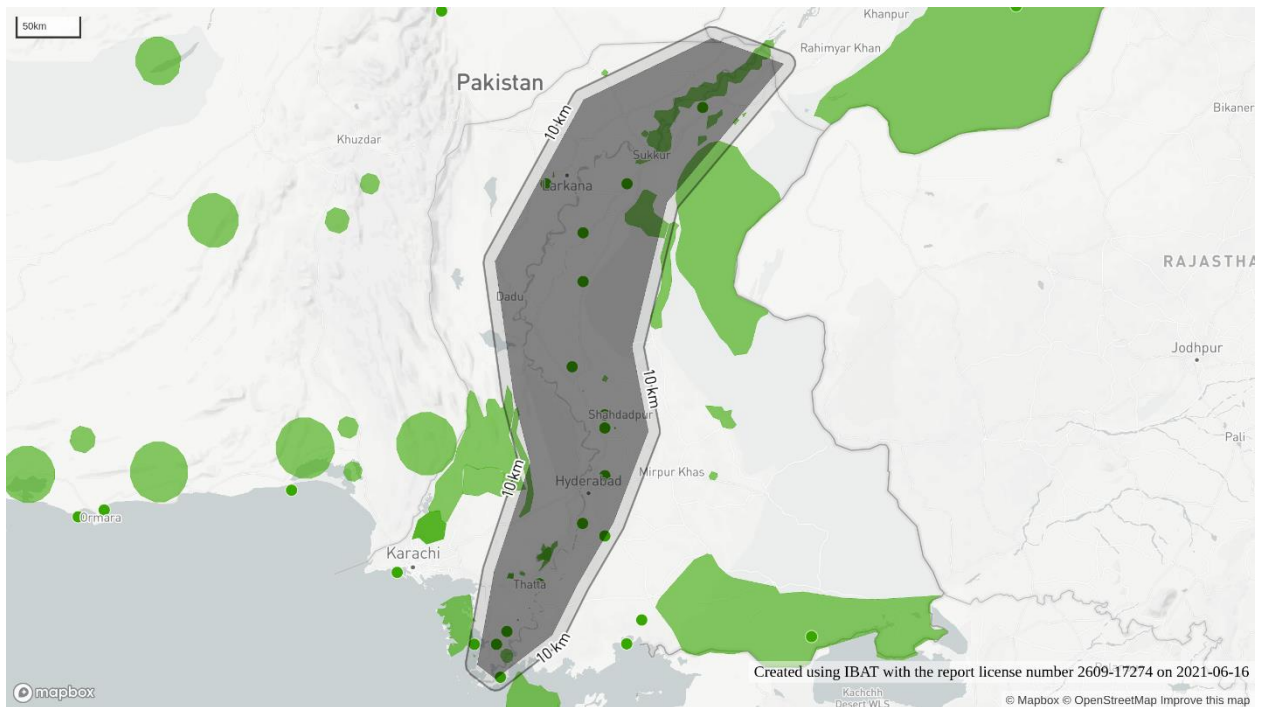 50km
Khanpur
Rahimyar Khan
Pakistan
Bikaner
10 km
Khuzdar
Sukkur
Larkana
RAJASTHA
Dadu
Jodhpur
10 km
Shahdadpur
Pali
Mirpur Khas
10 km
Hyderabad
Ormara
Karachi
Thatta
10 km
Created using IBAT with the report license number 2609-17274 on 2021-06-16
Kachchh
Desert WLS
mapbox
© Mapbox © OpenStreetMap Improve this map